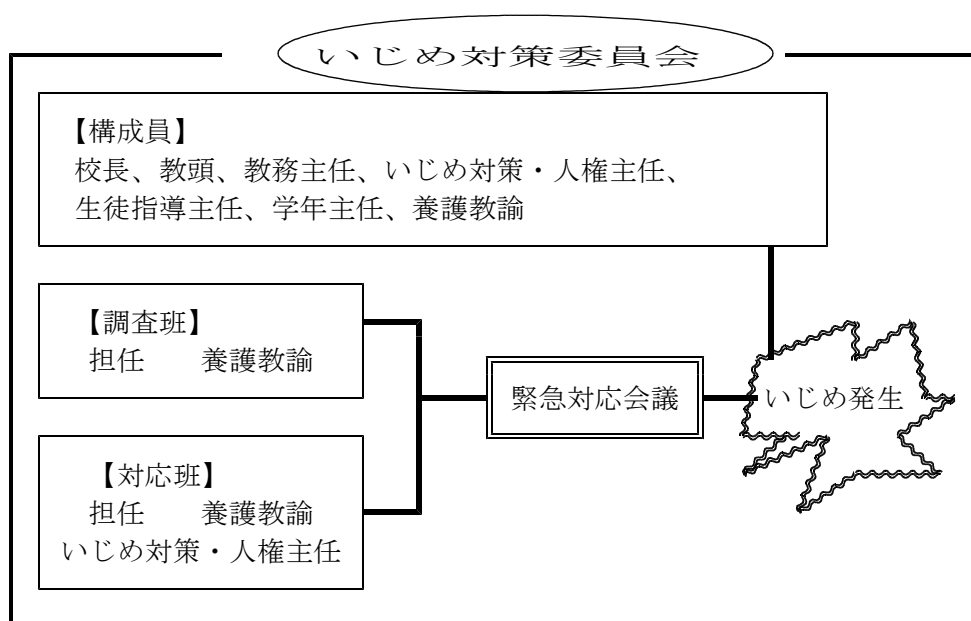 いじめ対策委員会
【構成員】
校長、教頭、教務主任、いじめ対策・人権主任、
生徒指導主任、学年主任、養護教諭
【調査班】
担任　　養護教諭
緊急対応会議
いじめ発生
【対応班】
担任　　養護教諭
いじめ対策・人権主任